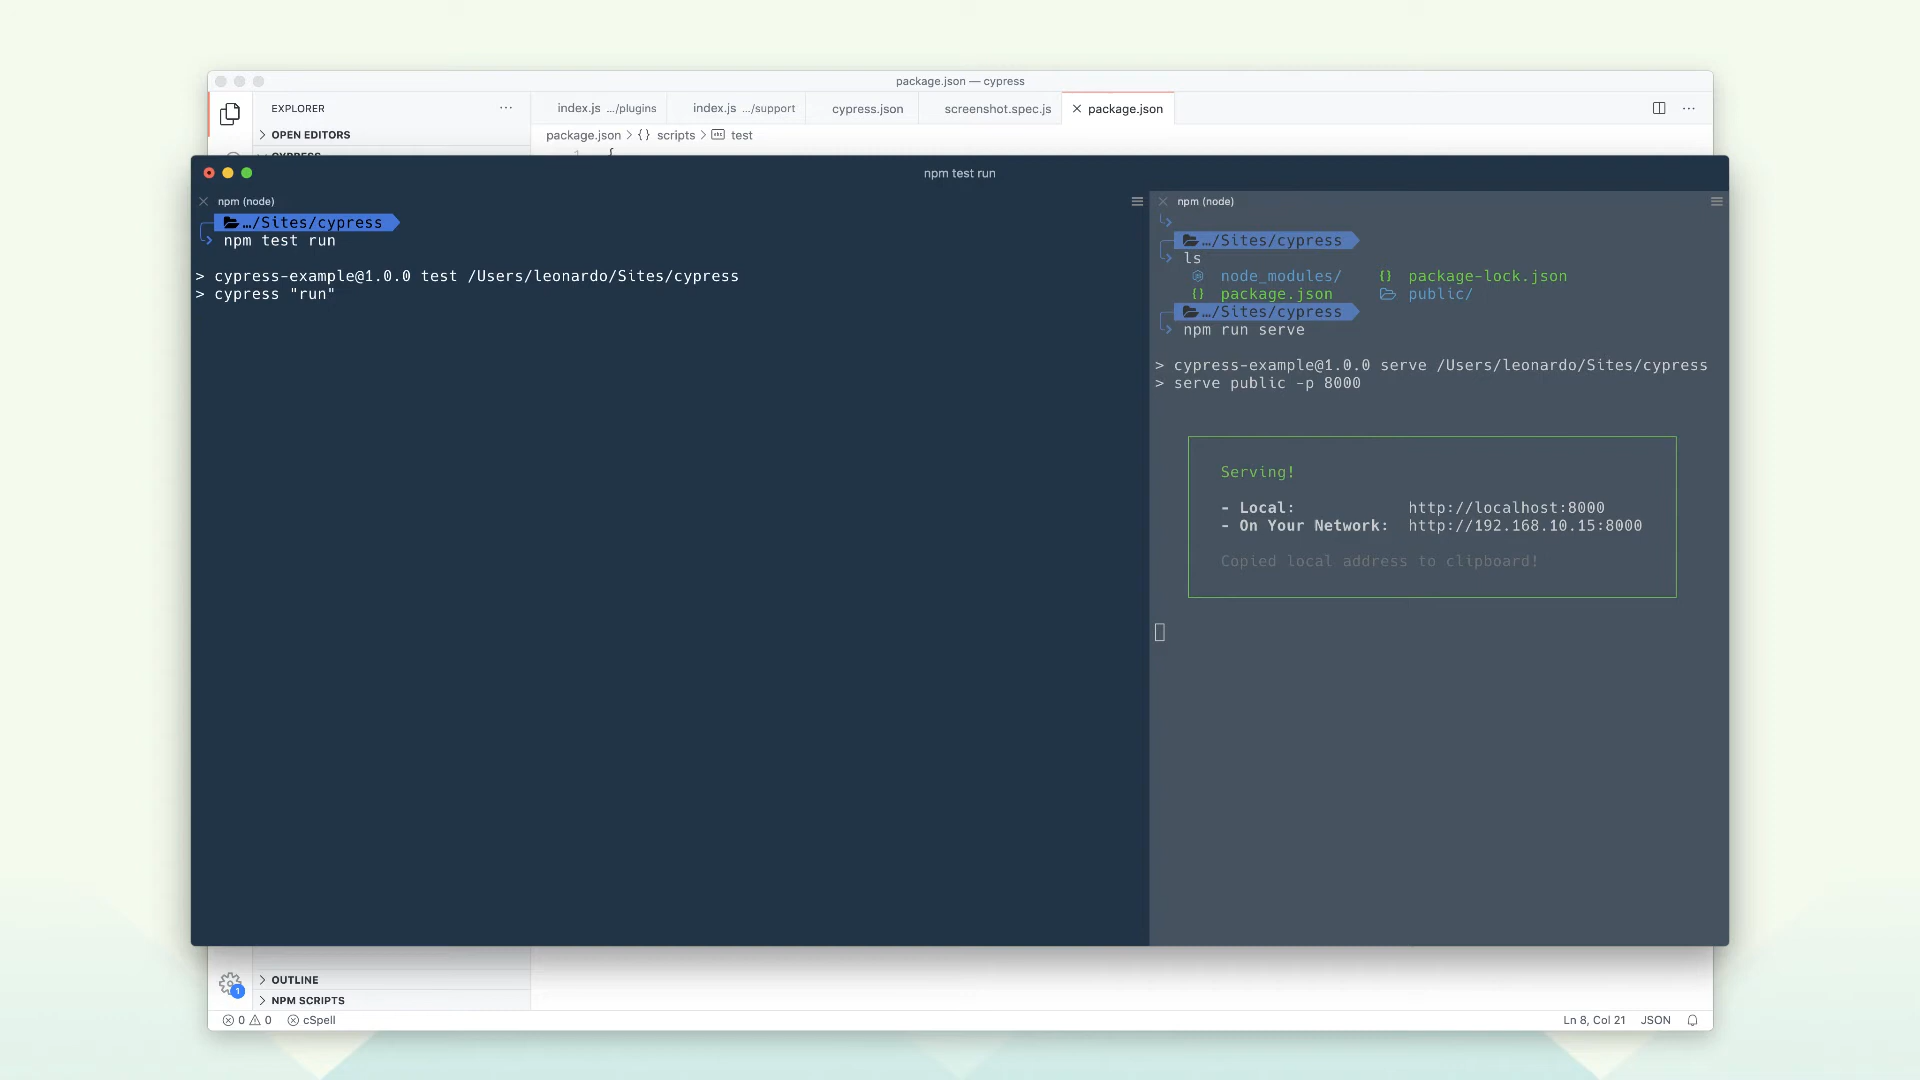 package.json — cypress
EXPLORER
index.js .../plugins
index.js .../support
cypress.json
screenshot.spec.js
package.json
OPEN EDITORS
package.json > {} scripts > test
CYPRESS
1 {
npm test run
npm (node)
…/Sites/cypress
npm test run
> cypress-example@1.0.0 test /Users/leonardo/Sites/cypress
> cypress "run"
npm (node)
…/Sites/cypress
ls
node_modules/ {} package-lock.json
{} package.json public/
…/Sites/cypress
npm run serve
> cypress-example@1.0.0 serve /Users/leonardo/Sites/cypress
> serve public -p 8000
Serving!
- Local: http://localhost:8000
- On Your Network: http://192.168.10.15:8000
Copied local address to clipboard!
OUTLINE
1
NPM SCRIPTS
0 0 cSpell
Ln 8, Col 21 JSON